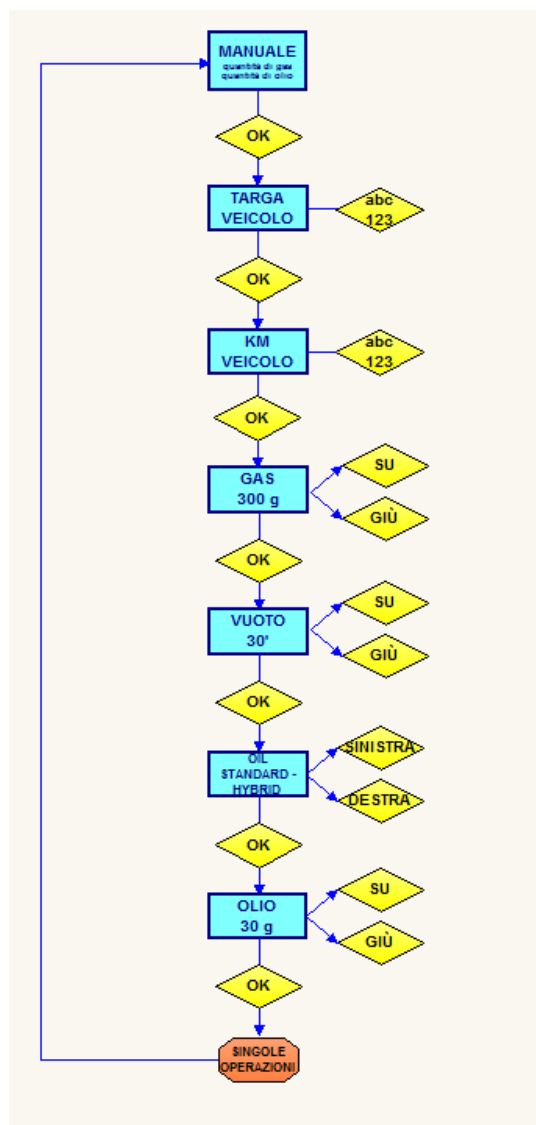 MANUALE
quantità di gas
quantità di olio
OK
TARGA
VEICOLO
abc
123
OK
KM
VEICOLO
abc
123
OK
GAS
300 g
SU
GIÙ
OK
VUOTO
30'
SU
GIÙ
OK
OIL
STANDARD -
HYBRID
SINISTRA
DESTRA
OK
OLIO
30 g
SU
GIÙ
OK
SINGOLE
OPERAZIONI